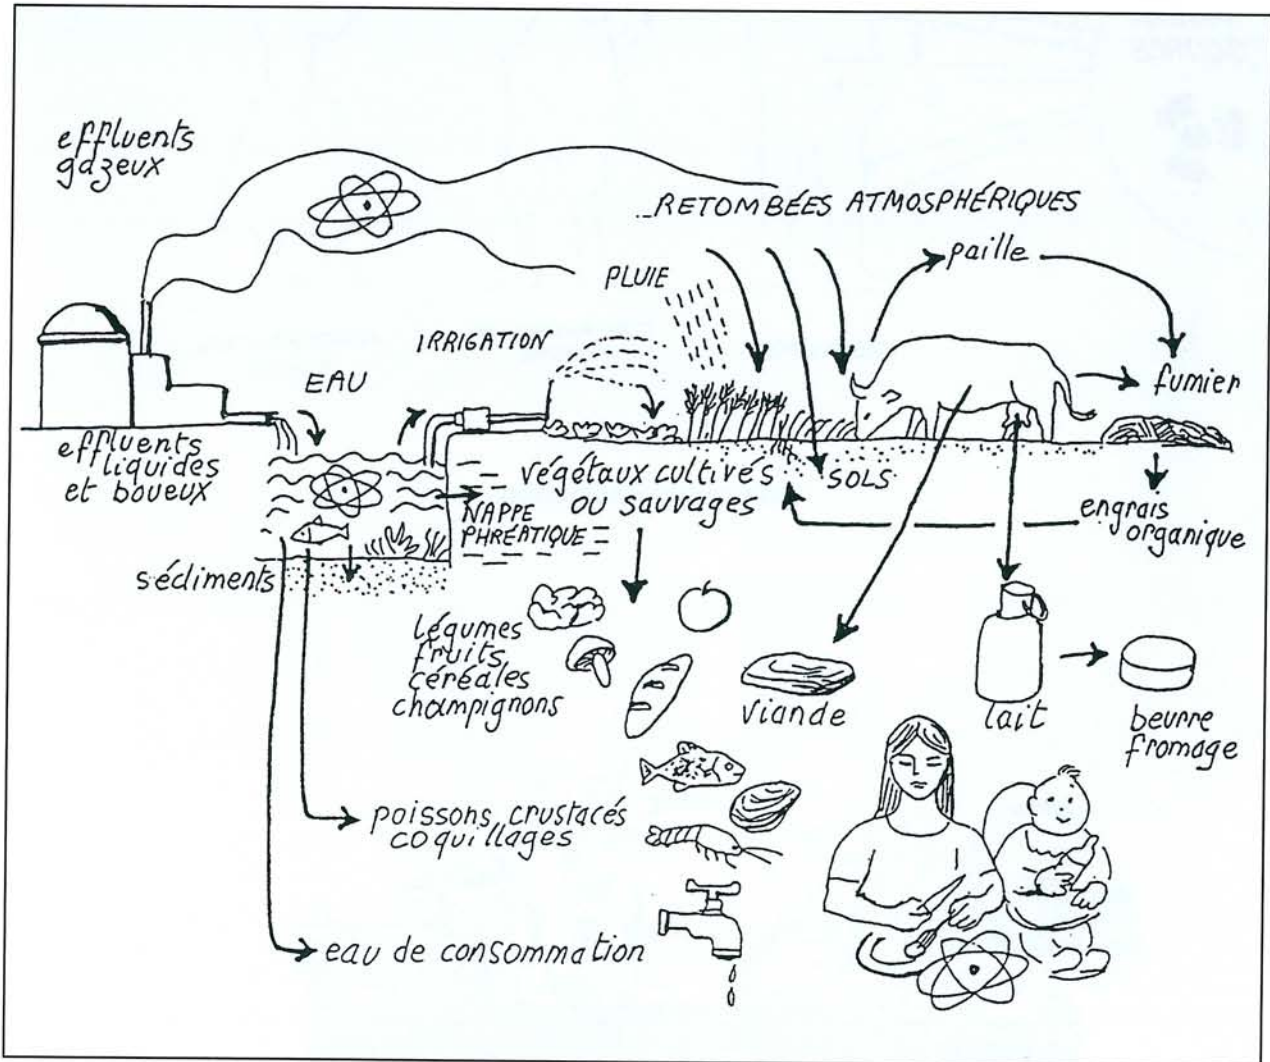 effluents
gazeux
RETOMBÉES ATMOSPHÉRIQUES
paille
PLUIE
IRRIGATION
EAU
fumier
effluents
liquides
et boueux
végétaux cultivés
ou sauvages
SOLS
NAPPE
PHRÉATIQUE
engrais
organique
sédiments
légumes
fruits
céréales
champignons
viande
lait
beurre
fromage
poissons crustacés
coquillages
eau de consommation